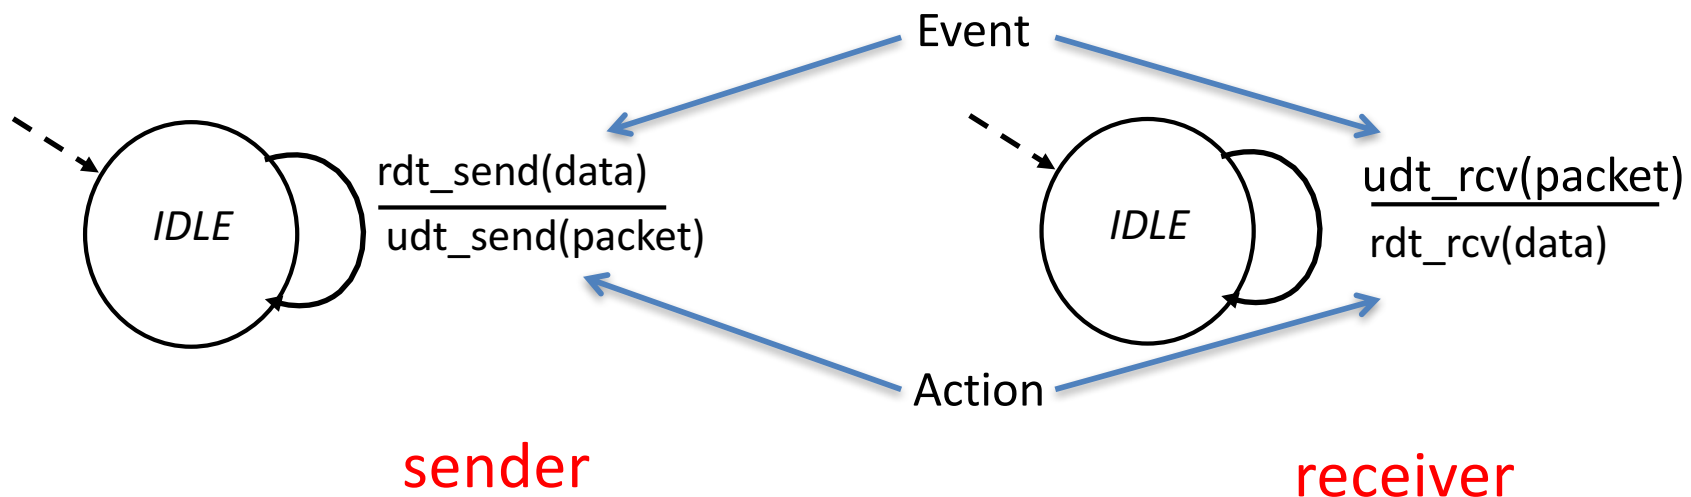 Event
rdt_send(data)
udt_send(packet)
IDLE
udt_rcv(packet)
rdt_rcv(data)
IDLE
Action
sender
receiver